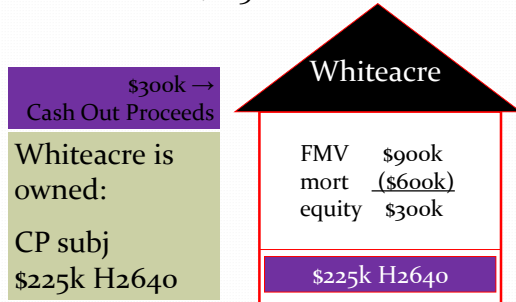 $300k →
Cash Out Proceeds
Whiteacre is
owned:
CP subj
$225k H2640
Whiteacre
FMV $900k
mort ($600k)
equity $300k
$225k H2640